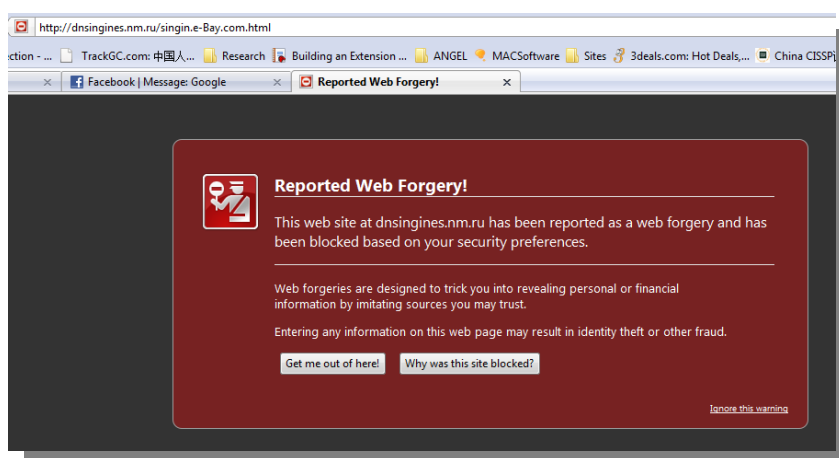 http://dnsingines.nm.ru/singin.e-Bay.com.html
ction - ... TrackGC.com: 中国人... Research Building an Extension ... ANGEL MACSoftware Sites 3deals.com: Hot Deals,... China CISSP
Facebook | Message: Google Reported Web Forgery!
Reported Web Forgery!
This web site at dnsingines.nm.ru has been reported as a web forgery and has
been blocked based on your security preferences.
Web forgeries are designed to trick you into revealing personal or financial
information by imitating sources you may trust.
Entering any information on this web page may result in identity theft or other fraud.
Get me out of here! Why was this site blocked?
Ignore this warning